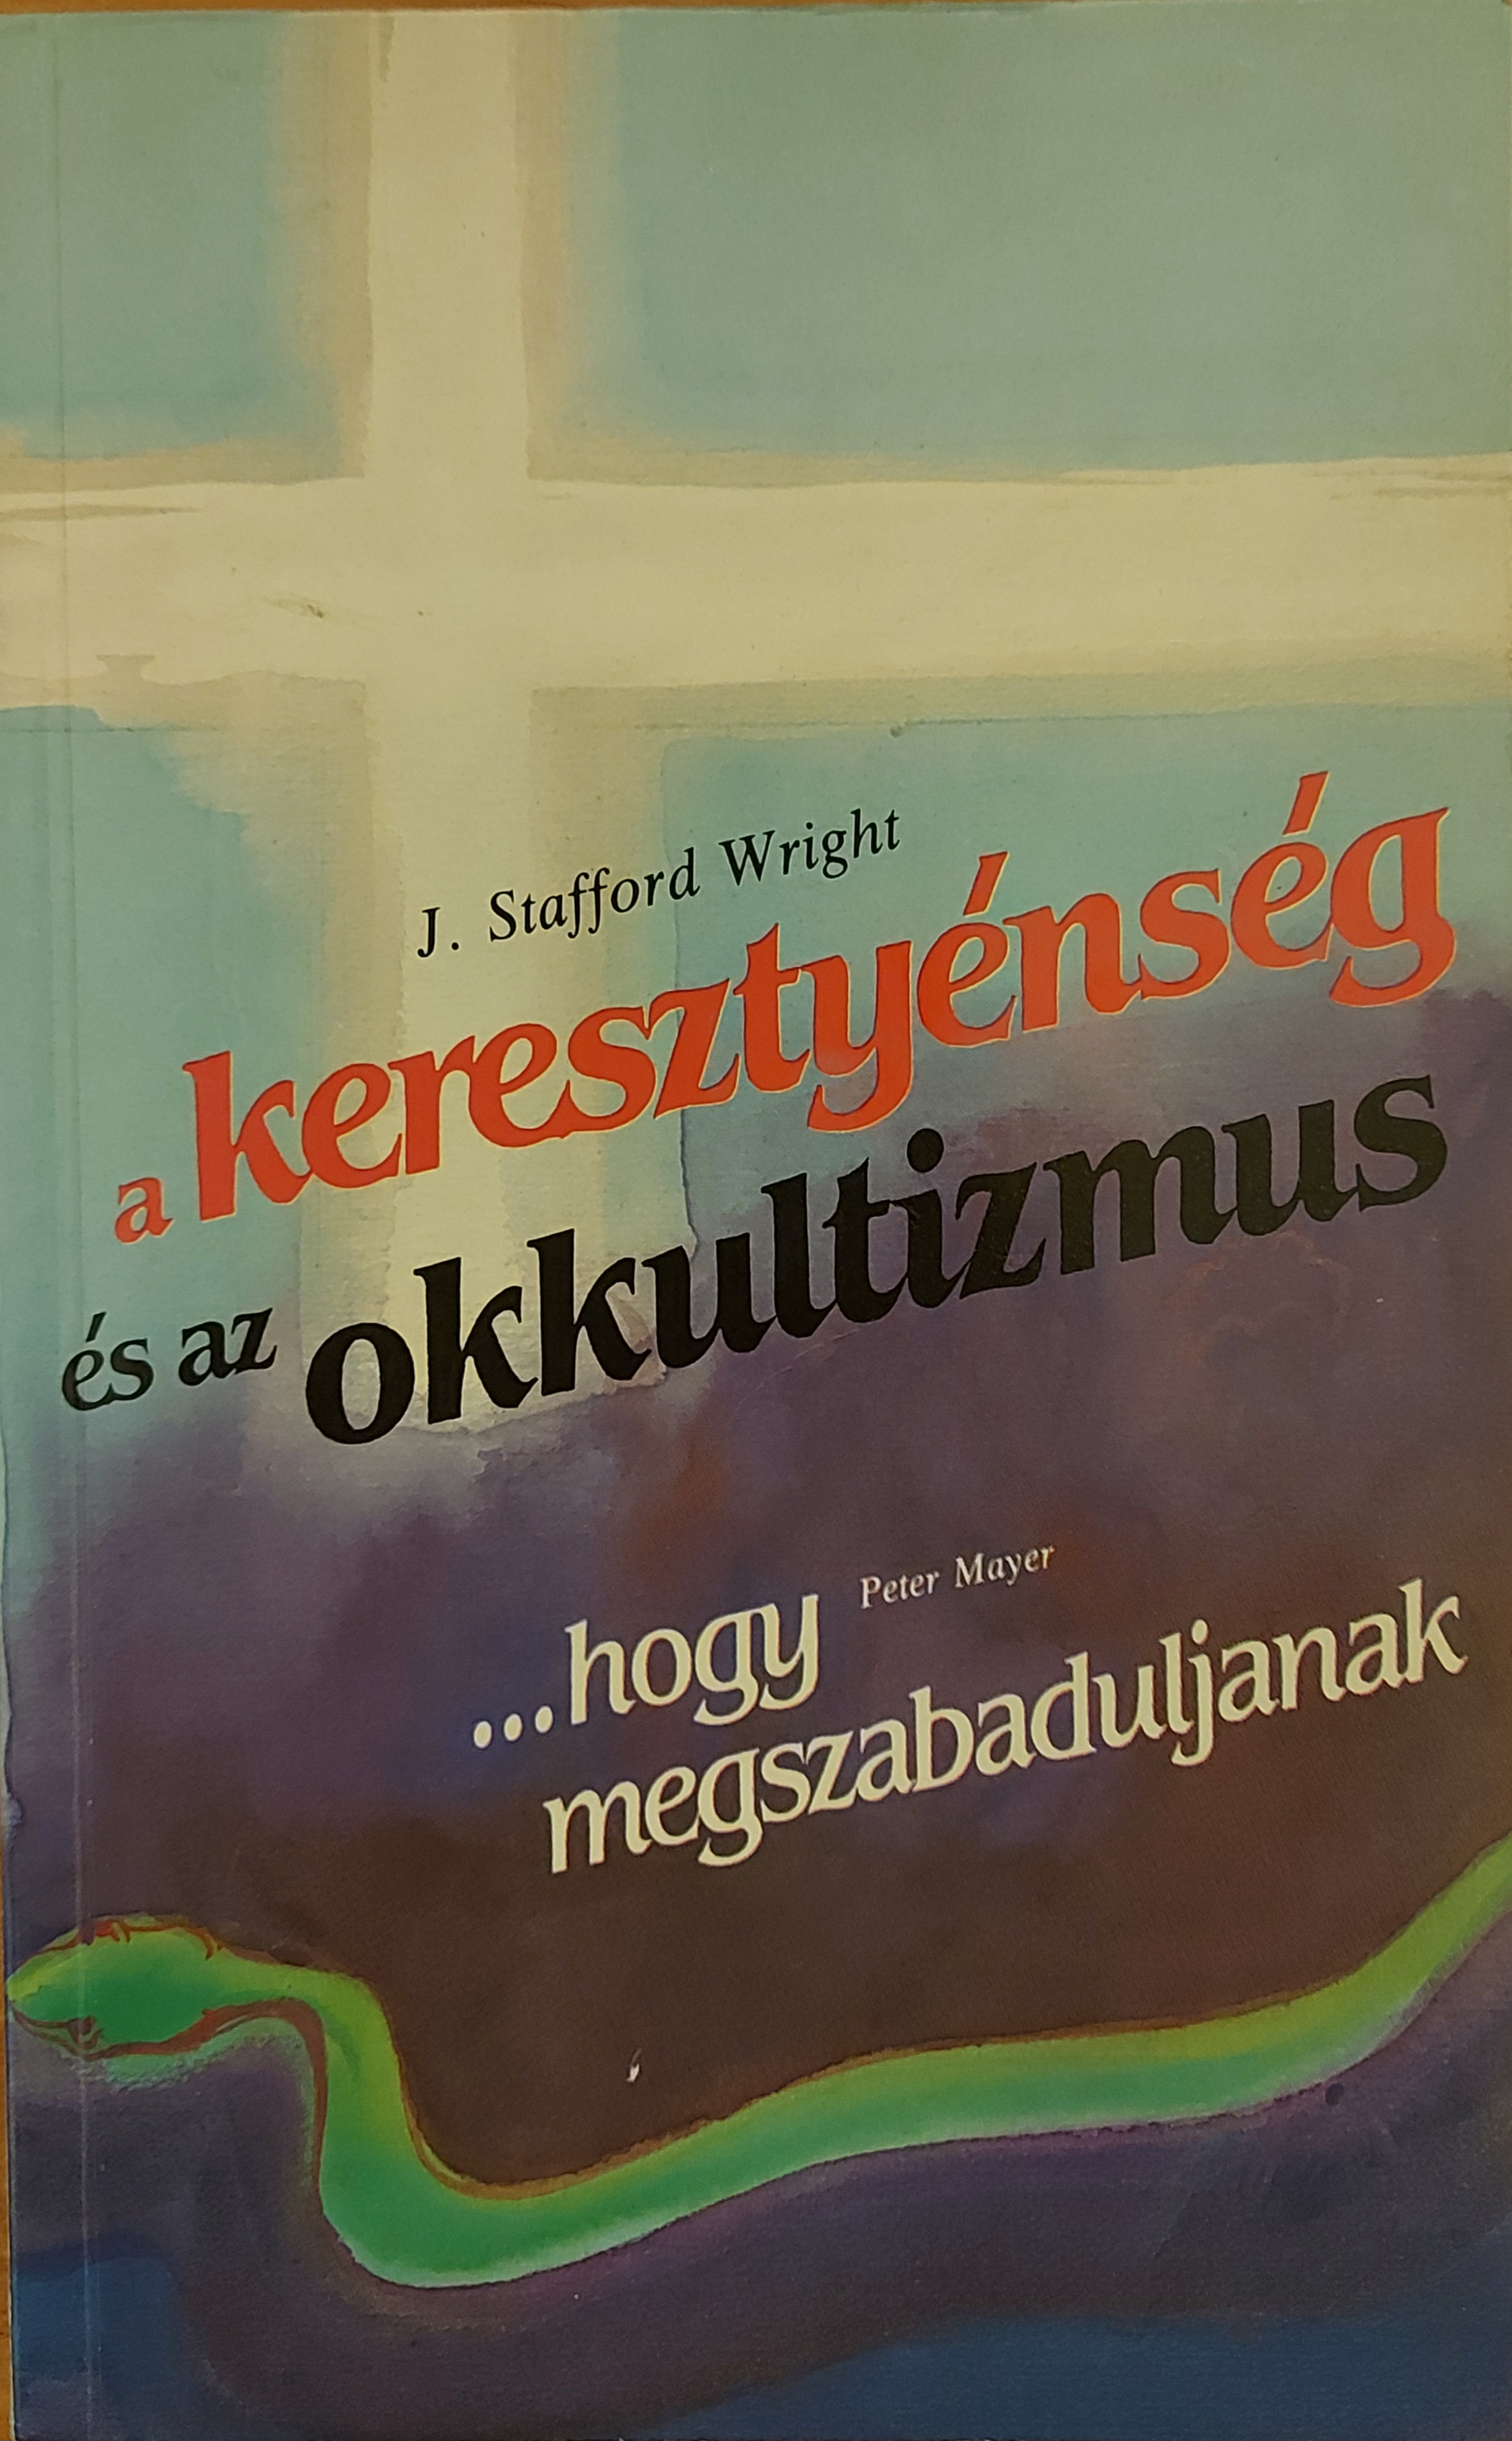 J. Stafford Wright
a keresztyénség
és az okkultizmus
Peter Mayer
...hogy
megszabaduljanak